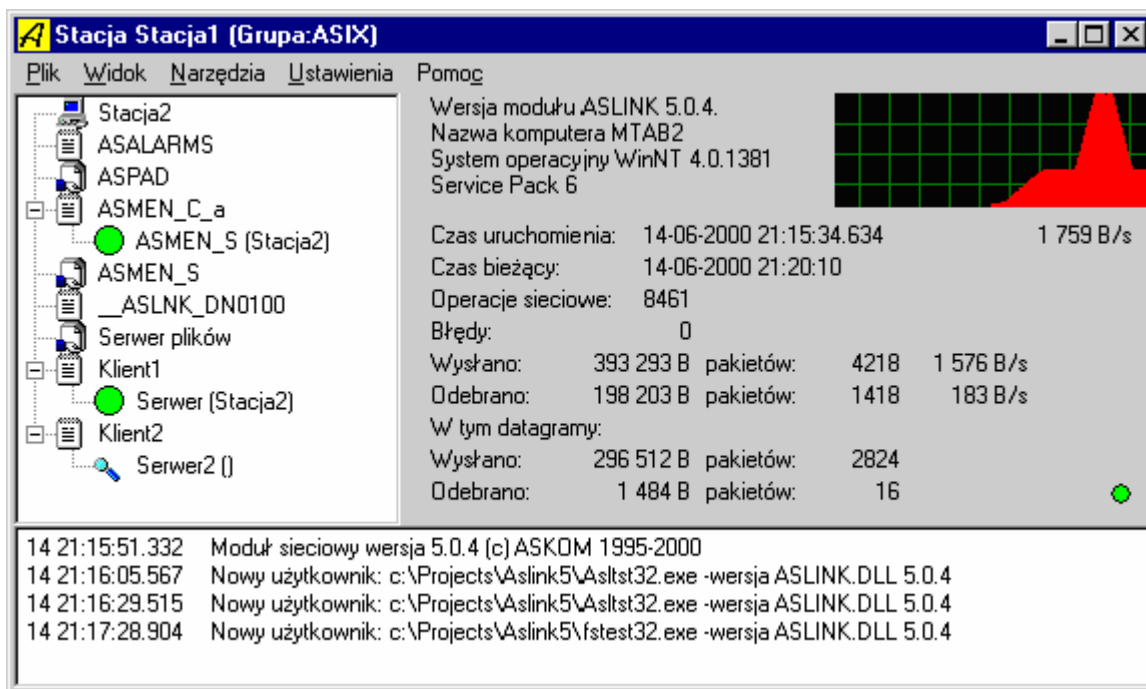 Stacja Stacja1 (Grupa:ASIX)
Plik Widok Narzędzia Ustawienia Pomoc
Stacja2
ASALARMS
ASPAD
ASMEN_C_a
ASMEN_S (Stacja2)
ASMEN_S
__ASLNK_DN0100
Serwer plików
Klient1
Serwer (Stacja2)
Klient2
Serwer2 ()
Wersja modułu ASLINK 5.0.4.
Nazwa komputera MTAB2
System operacyjny WinNT 4.0.1381
Service Pack 6
Czas uruchomienia: 14-06-2000 21:15:34.634 1 759 B/s
Czas bieżący: 14-06-2000 21:20:10
Operacje sieciowe: 8461
Błędy: 0
Wysłano: 393 293 B pakietów: 4218 1 576 B/s
Odebrano: 198 203 B pakietów: 1418 183 B/s
W tym datagramy:
Wysłano: 296 512 B pakietów: 2824
Odebrano: 1 484 B pakietów: 16
14 21:15:51.332 Moduł sieciowy wersja 5.0.4 (c) ASKOM 1995-2000
14 21:16:05.567 Nowy użytkownik: c:\Projects\Aslink5\Asltst32.exe -wersja ASLINK.DLL 5.0.4
14 21:16:29.515 Nowy użytkownik: c:\Projects\Aslink5\Asltst32.exe -wersja ASLINK.DLL 5.0.4
14 21:17:28.904 Nowy użytkownik: c:\Projects\Aslink5\fstest32.exe -wersja ASLINK.DLL 5.0.4